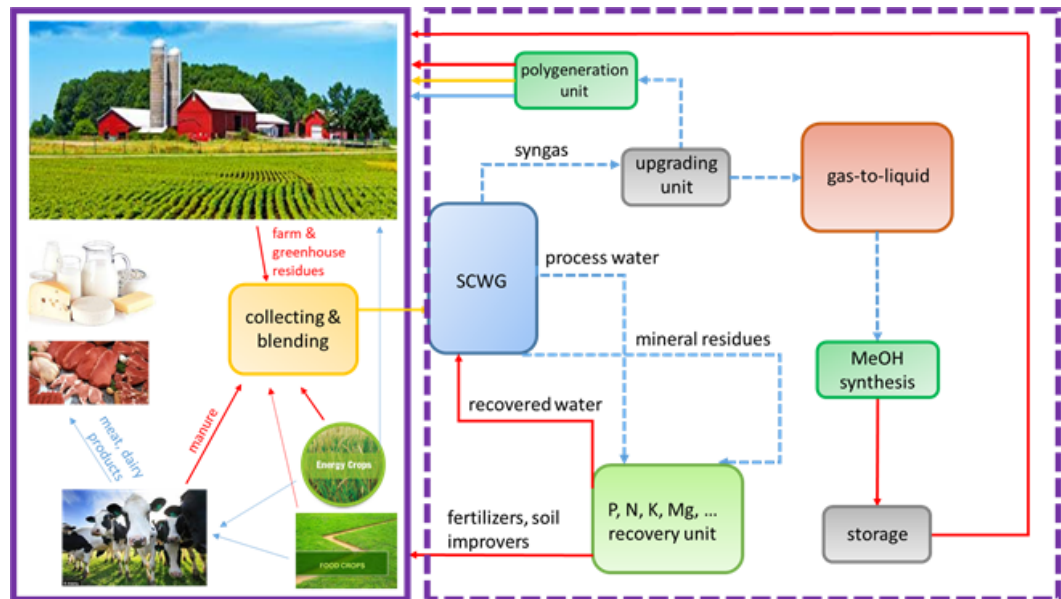 polygeneration
unit
syngas
upgrading
unit
gas-to-liquid
farm &
greenhouse
residues
process water
SCWG
collecting &
blending
mineral residues
MeOH
synthesis
recovered water
manure
meat, dairy
products
Energy Crops
fertilizers, soil
improvers
P, N, K, Mg, ...
recovery unit
storage
FOOD CROPS